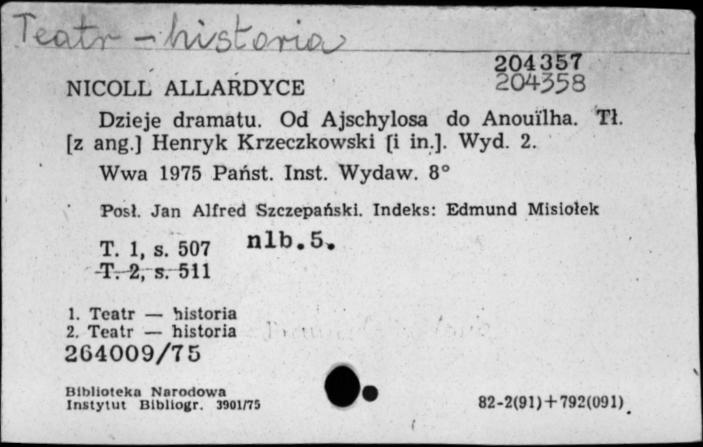 Teatr - historia
204357
204358
NICOLL ALLARDYCE
Dzieje dramatu. Od Ajschylosa do Anouilha. Tł.
[z ang.] Henryk Krzeczkowski [i in.]. Wyd. 2.
Wwa 1975 Państ. Inst. Wydaw. 8°
Posł. Jan Alfred Szczepański. Indeks: Edmund Misiołek
T. 1, s. 507 nlb.5.
T. 2, s. 511
1. Teatr — historia
2. Teatr — historia
264009/75
Biblioteka Narodowa
Instytut Bibliogr. 3901/75
82-2(91)+792(091)